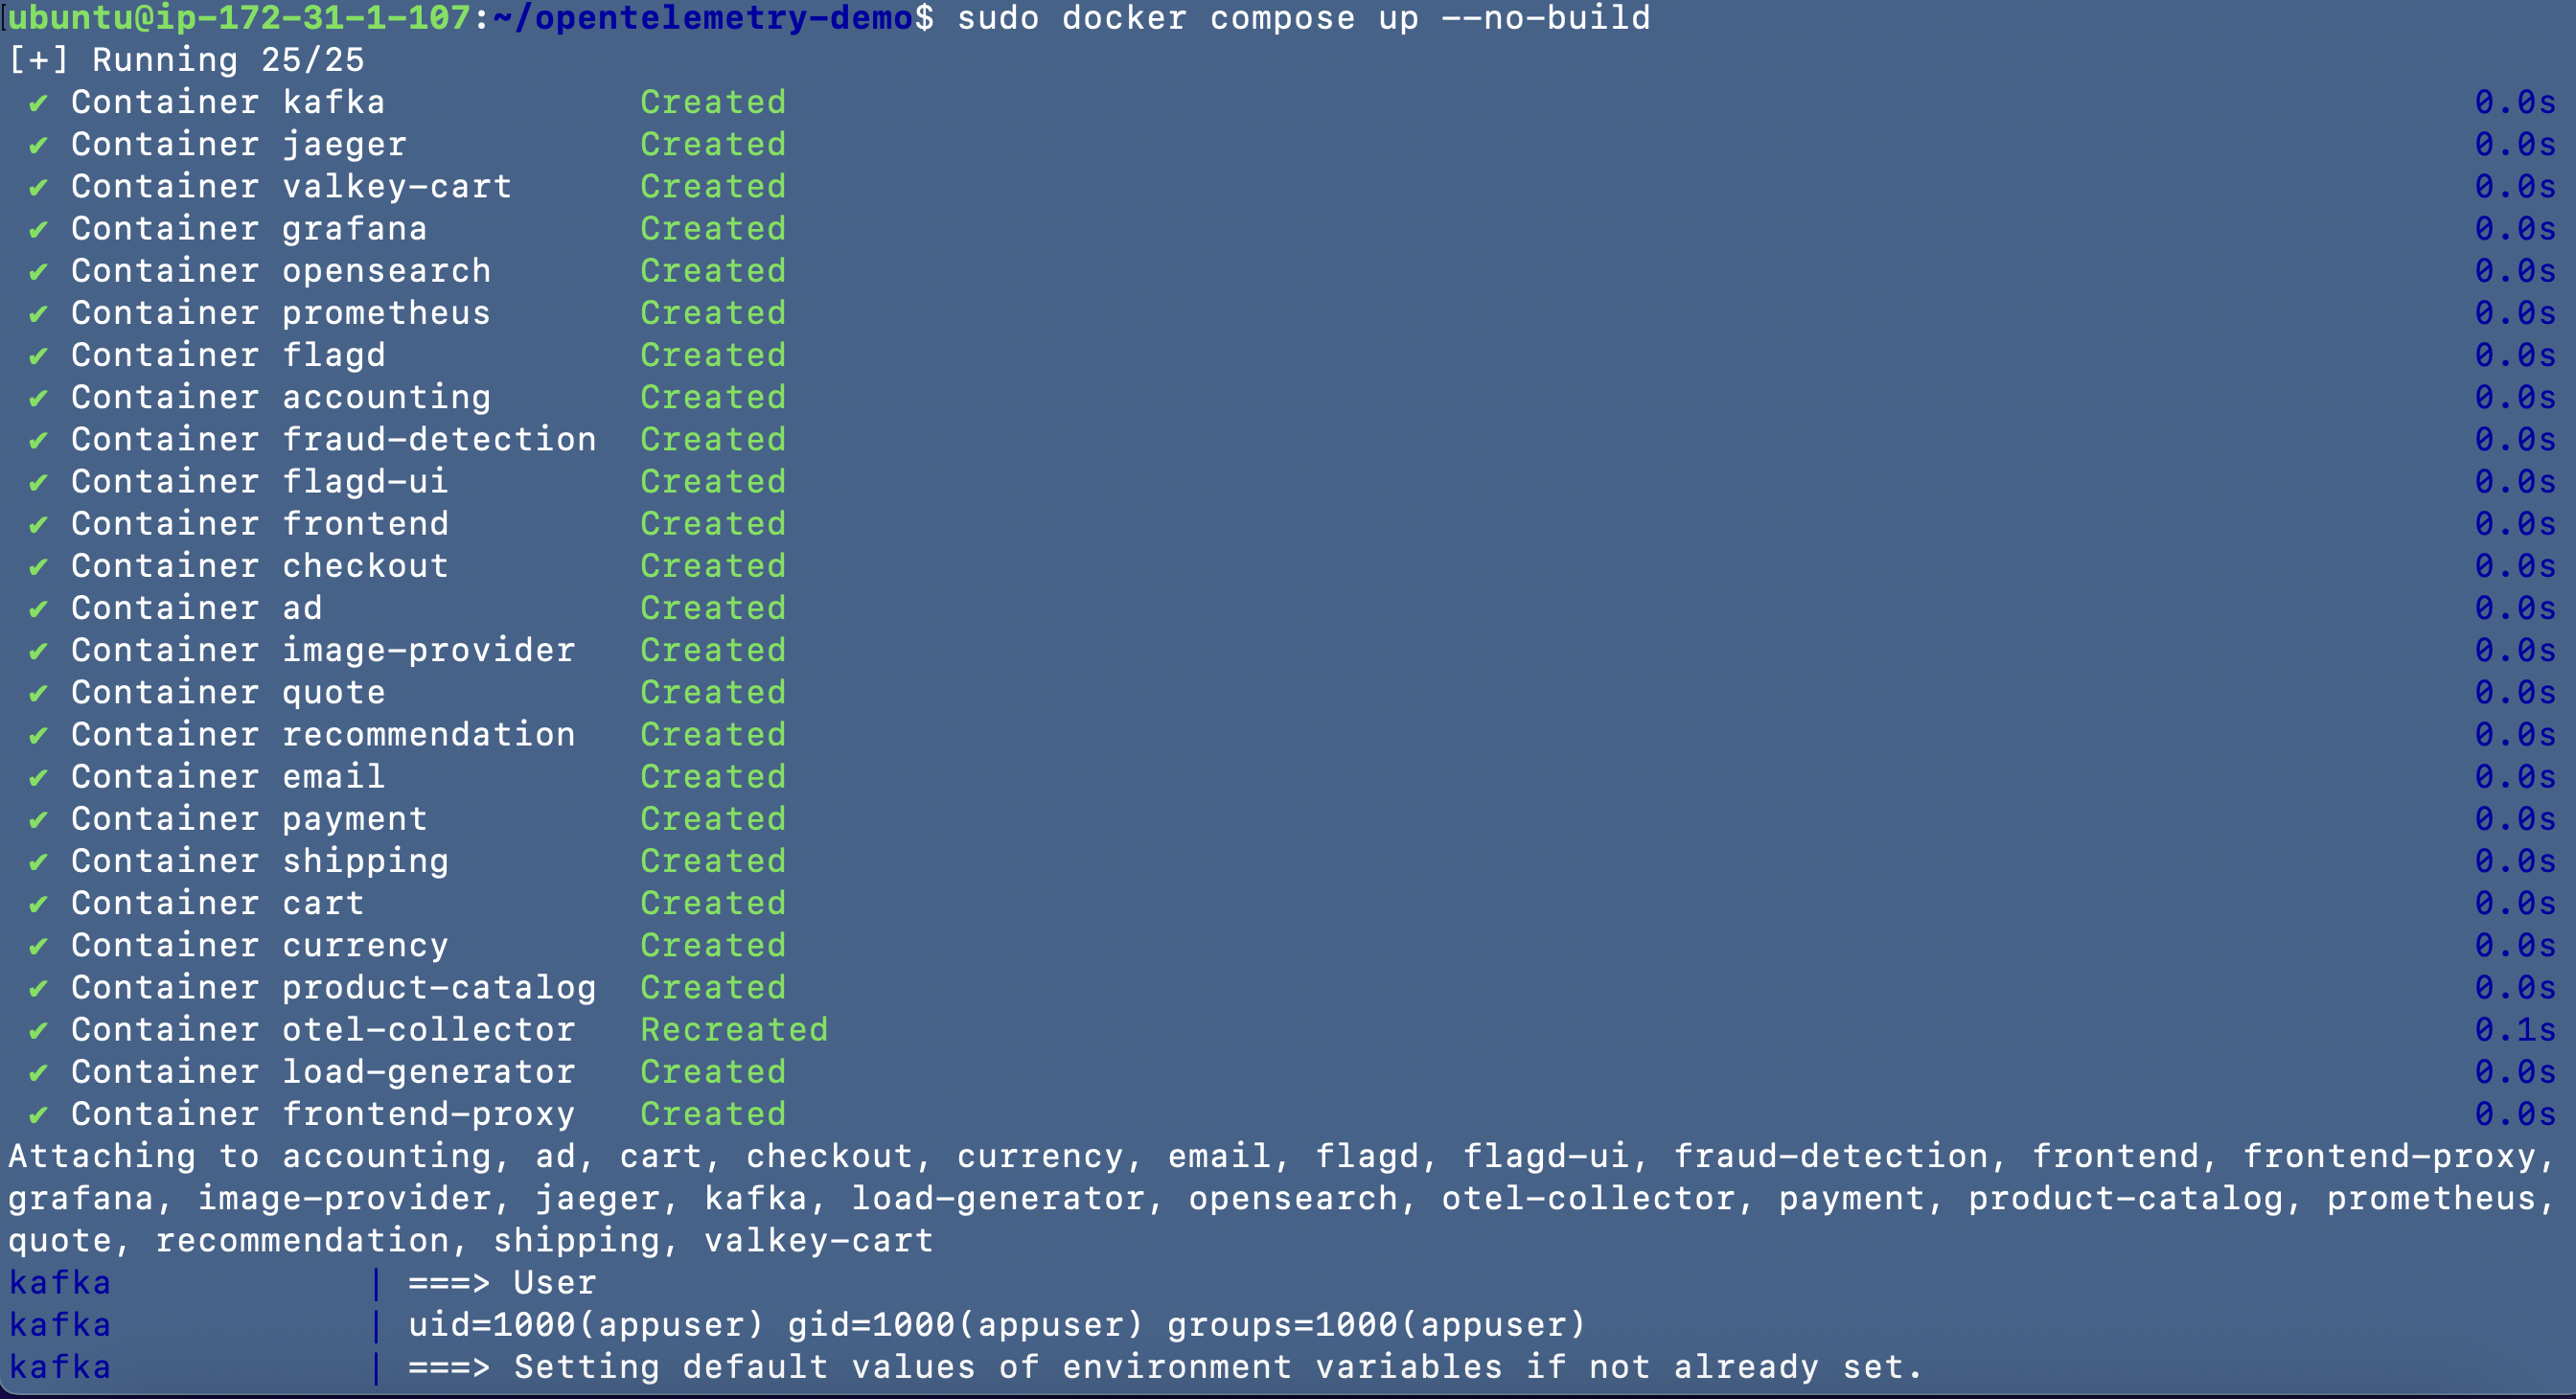 [ubuntu@ip-172-31-1-107:~/opentelemetry-demo$ sudo docker compose up --no-build
[+] Running 25/25
✔ Container kafka Created 0.0s
✔ Container jaeger Created 0.0s
✔ Container valkey-cart Created 0.0s
✔ Container grafana Created 0.0s
✔ Container opensearch Created 0.0s
✔ Container prometheus Created 0.0s
✔ Container flagd Created 0.0s
✔ Container accounting Created 0.0s
✔ Container fraud-detection Created 0.0s
✔ Container flagd-ui Created 0.0s
✔ Container frontend Created 0.0s
✔ Container checkout Created 0.0s
✔ Container ad Created 0.0s
✔ Container image-provider Created 0.0s
✔ Container quote Created 0.0s
✔ Container recommendation Created 0.0s
✔ Container email Created 0.0s
✔ Container payment Created 0.0s
✔ Container shipping Created 0.0s
✔ Container cart Created 0.0s
✔ Container currency Created 0.0s
✔ Container product-catalog Created 0.0s
✔ Container otel-collector Recreated 0.1s
✔ Container load-generator Created 0.0s
✔ Container frontend-proxy Created 0.0s
Attaching to accounting, ad, cart, checkout, currency, email, flagd, flagd-ui, fraud-detection, frontend, frontend-proxy,
grafana, image-provider, jaeger, kafka, load-generator, opensearch, otel-collector, payment, product-catalog, prometheus,
quote, recommendation, shipping, valkey-cart
kafka | ===> User
kafka | uid=1000(appuser) gid=1000(appuser) groups=1000(appuser)
kafka | ===> Setting default values of environment variables if not already set.